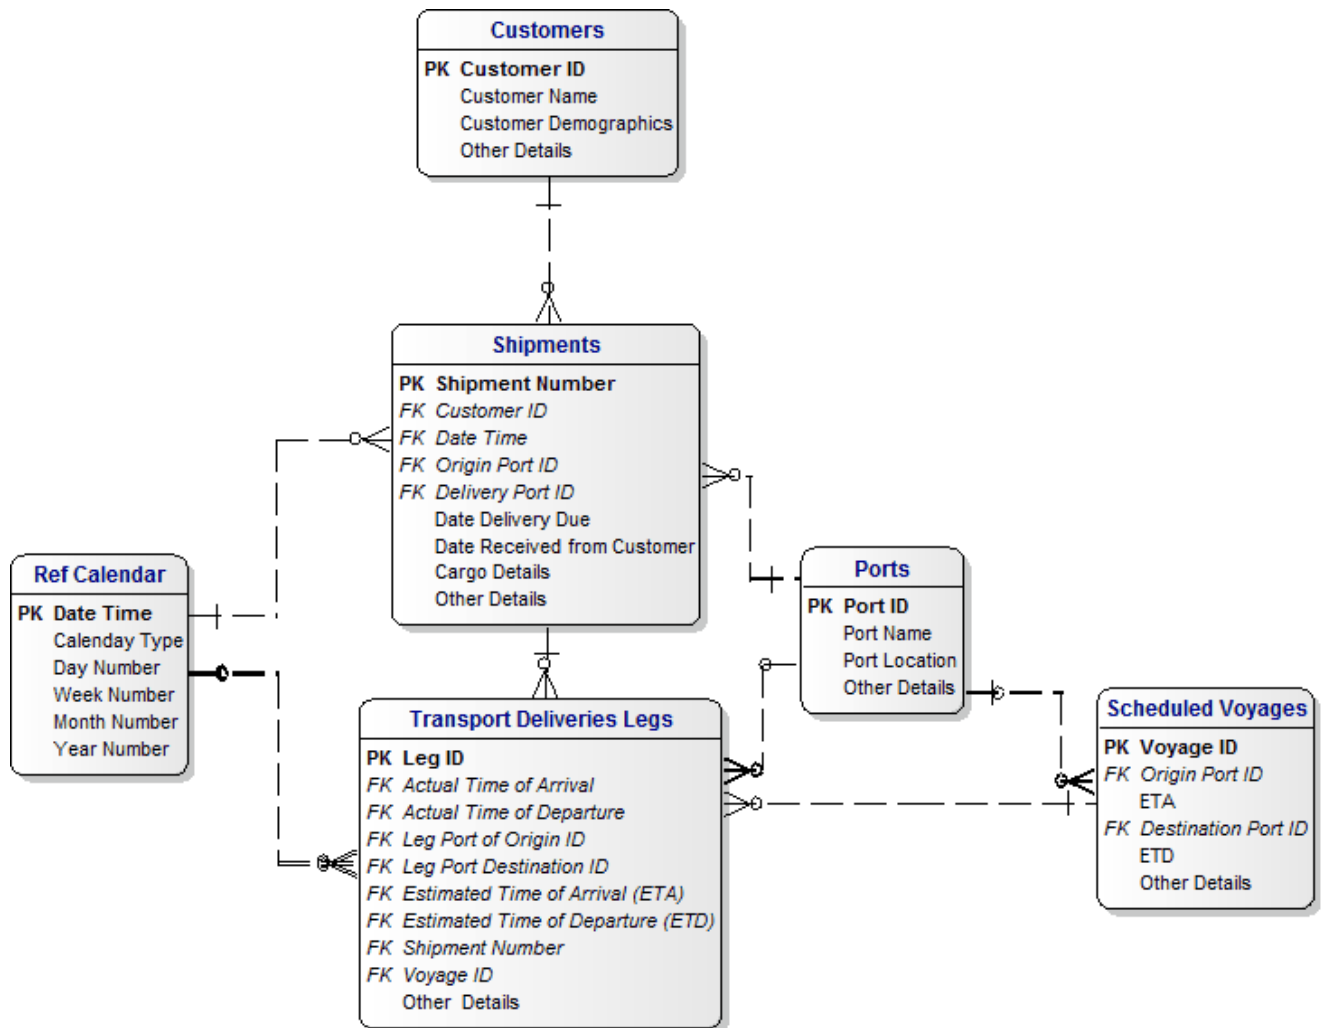 Customers
PK Customer ID
Customer Name
Customer Demographics
Other Details
Shipments
PK Shipment Number
FK Customer ID
FK Date Time
FK Origin Port ID
FK Delivery Port ID
Date Delivery Due
Date Received from Customer
Cargo Details
Other Details
Ref Calendar
PK Date Time
Calenday Type
Day Number
Week Number
Month Number
Year Number
Ports
PK Port ID
Port Name
Port Location
Other Details
Transport Deliveries Legs
PK Leg ID
FK Actual Time of Arrival
FK Actual Time of Departure
FK Leg Port of Origin ID
FK Leg Port Destination ID
FK Estimated Time of Arrival (ETA)
FK Estimated Time of Departure (ETD)
FK Shipment Number
FK Voyage ID
Other Details
Scheduled Voyages
PK Voyage ID
FK Origin Port ID
ETA
FK Destination Port ID
ETD
Other Details